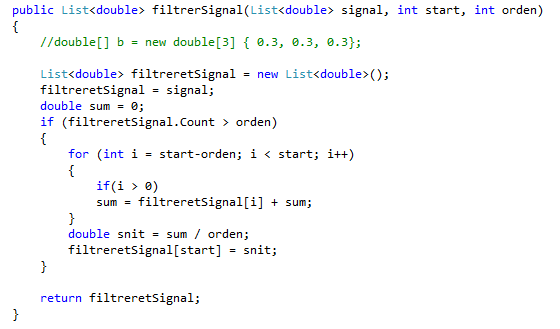 public List<double> filtrerSignal(List<double> signal, int start, int orden)
{
//double[] b = new double[3] { 0.3, 0.3, 0.3};
List<double> filtreretSignal = new List<double>();
filtreretSignal = signal;
double sum = 0;
if (filtreretSignal.Count > orden)
{
for (int i = start-orden; i < start; i++)
{
if(i > 0)
sum = filtreretSignal[i] + sum;
}
double snit = sum / orden;
filtreretSignal[start] = snit;
}
return filtreretSignal;
}